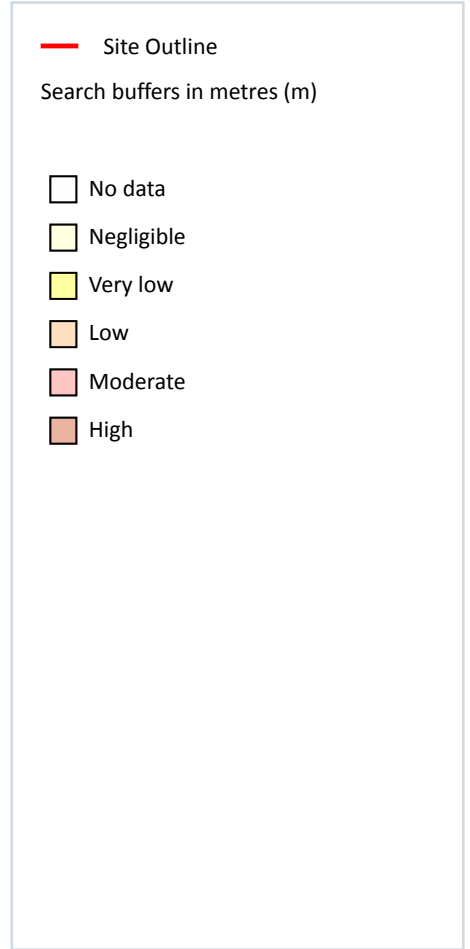 Site Outline
Search buffers in metres (m)
No data
Negligible
Very low
Low
Moderate
High